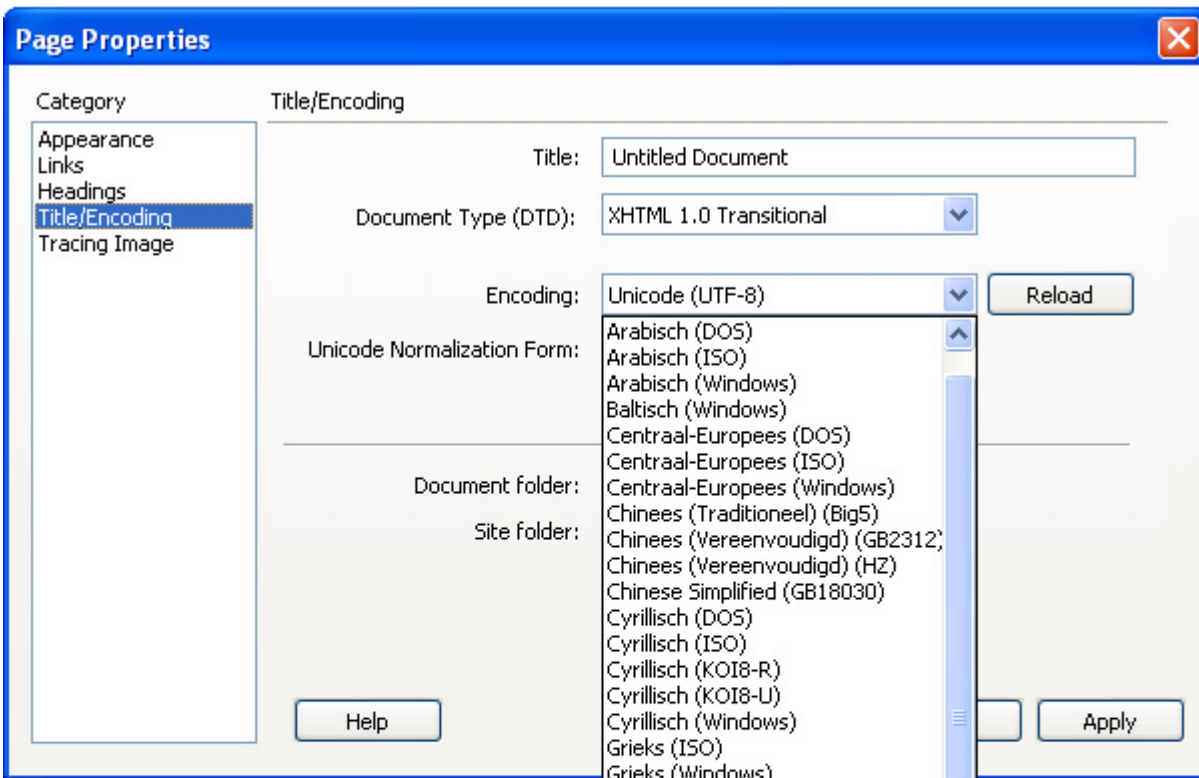 Page Properties
Category
Title/Encoding
Appearance
Links
Headings
Title/Encoding
Tracing Image
Title: Untitled Document
Document Type (DTD): XHTML 1.0 Transitional
Encoding: Unicode (UTF-8) Reload
Unicode Normalization Form:
Arabisch (DOS)
Arabisch (ISO)
Arabisch (Windows)
Baltisch (Windows)
Centraal-Europees (DOS)
Centraal-Europees (ISO)
Centraal-Europees (Windows)
Chinees (Traditioneel) (Big5)
Chinees (Vereenvoudigd) (GB2312)
Chinees (Vereenvoudigd) (HZ)
Chinese Simplified (GB18030)
Cyrillisch (DOS)
Cyrillisch (ISO)
Cyrillisch (KOI8-R)
Cyrillisch (KOI8-U)
Cyrillisch (Windows)
Grieks (ISO)
Grieks (Windows)
Document folder:
Site folder:
Help
Apply